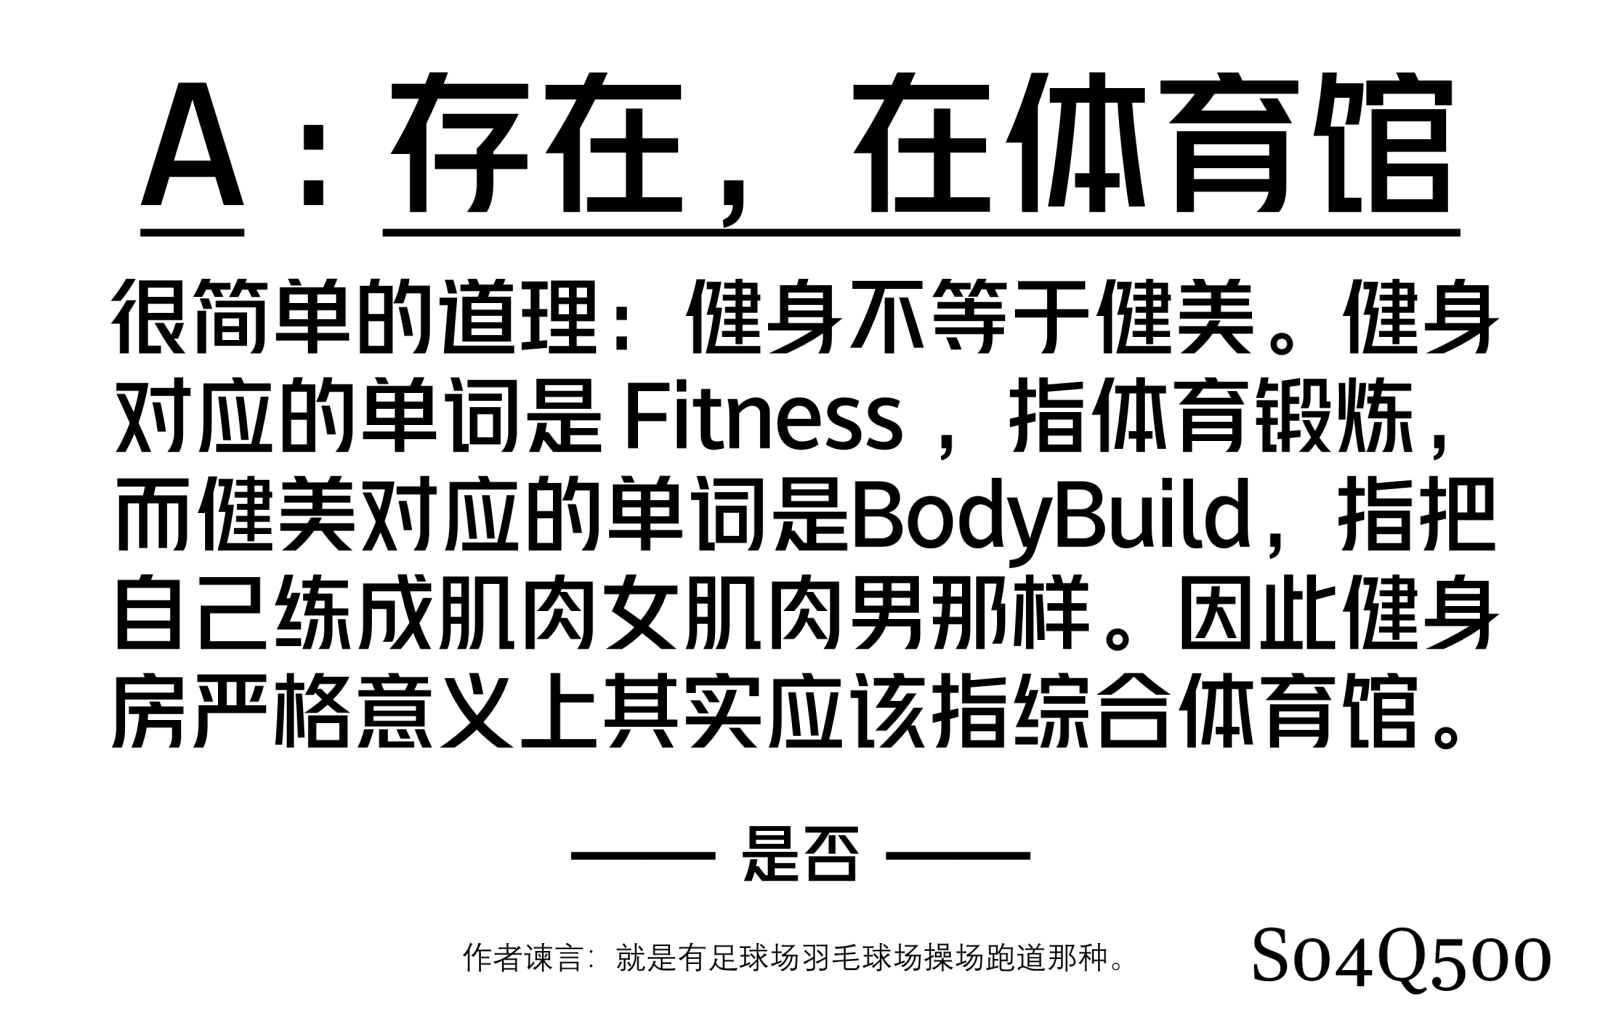 A：存在，在体育馆
很简单的道理：健身不等于健美。健身
对应的单词是 Fitness ，指体育锻炼，
而健美对应的单词是BodyBuild，指把
自己练成肌肉女肌肉男那样。因此健身
房严格意义上其实应该指综合体育馆。
—— 是否 ——
作者谏言：就是有足球场羽毛球场操场跑道那种。
S04Q500